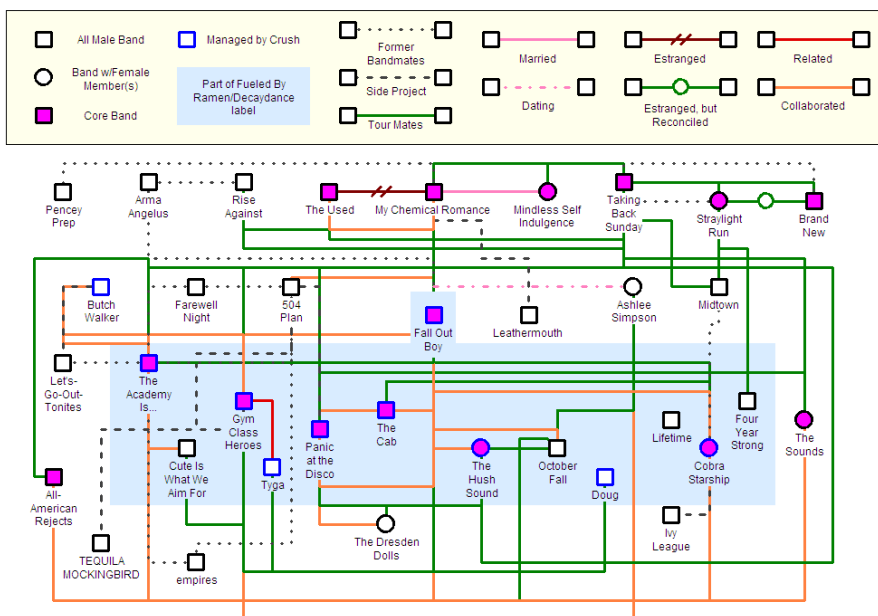 All Male Band
Managed by Crush
Former
Bandmates
Married
Estranged
Related
Band w/Female
Member(s)
Part of Fueled By
Ramen/Decaydance
label
Side Project
Dating
Estranged, but
Reconciled
Collaborated
Core Band
Tour Mates
Pencey
Prep
Arma
Angelus
Rise
Against
The Used
My Chemical Romance
Mindless Self
Indulgence
Taking
Back
Sunday
Straylight
Run
Brand
New
Butch
Walker
Farewell
Night
504
Plan
Fall Out
Boy
Leathermouth
Ashlee
Simpson
Midtown
Let's-
Go-Out-
Tonites
The
Academy
Is...
Gym
Class
Heroes
Panic
at the
Disco
The
Cab
Lifetime
Four
Year
Strong
The
Sounds
Cute Is
What We
Aim For
Tyga
The
Hush
Sound
October
Fall
Doug
Cobra
Starship
All-
American
Rejects
TEQUILA
MOCKINGBIRD
empires
The Dresden
Dolls
Ivy
League